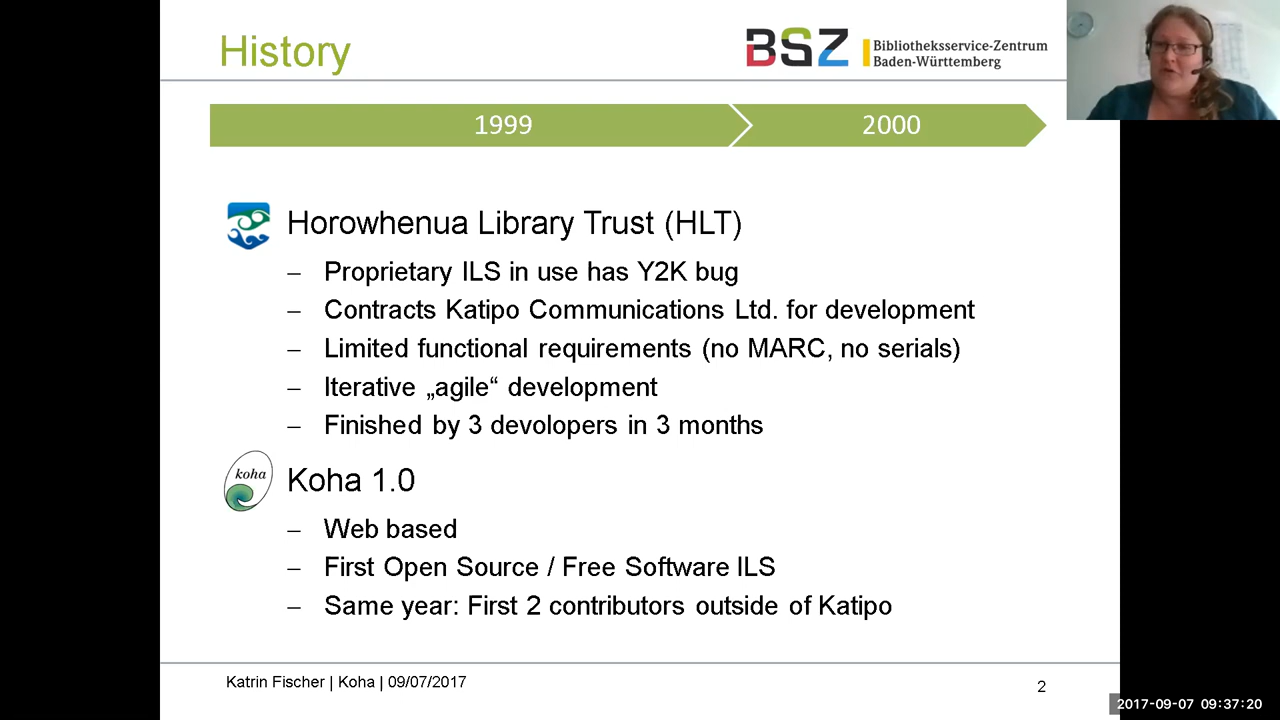 History
BSZ
Bibliotheksservice-Zentrum
Baden-Württemberg
1999
2000
Horowhenua Library Trust (HLT)
– Proprietary ILS in use has Y2K bug
– Contracts Katipo Communications Ltd. for development
– Limited functional requirements (no MARC, no serials)
– Iterative „agile“ development
– Finished by 3 devolopers in 3 months
koha
Koha 1.0
– Web based
– First Open Source / Free Software ILS
– Same year: First 2 contributors outside of Katipo
Katrin Fischer | Koha | 09/07/2017
2
2017-09-07 09:37:20